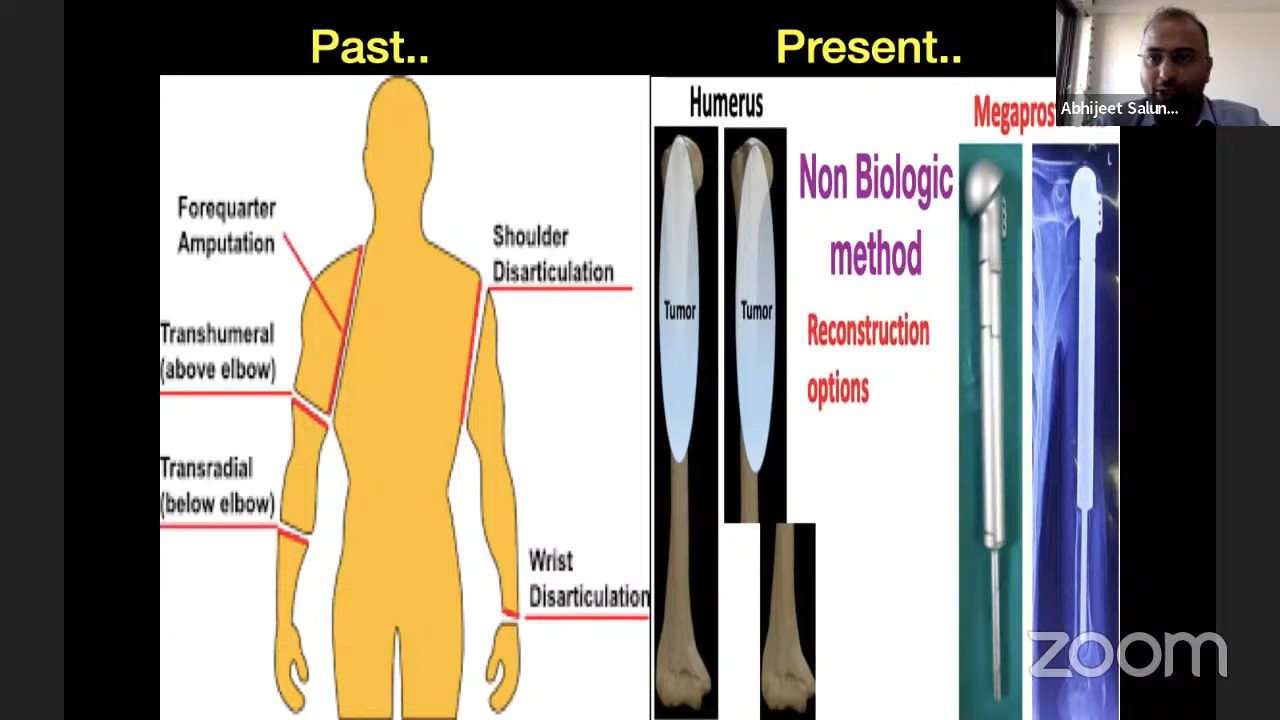 Past..
Present..
Forequarter
Amputation
Shoulder
Disarticulation
Transhumeral
(above elbow)
Transradial
(below elbow)
Wrist
Disarticulation
Humerus
Tumor
Tumor
Non Biologic
method
Reconstruction
options
Megapros
L
Abhijeet Salun...
zoom